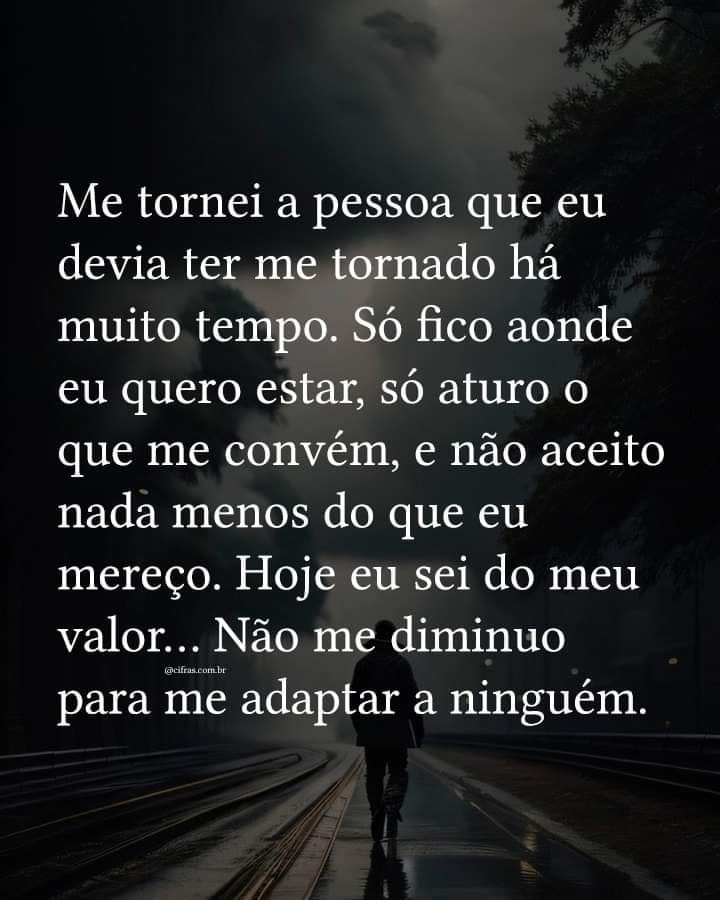 Me tornei a pessoa que eu
devia ter me tornado há
muito tempo. Só fico aonde
eu quero estar, só aturo o
que me convém, e não aceito
nada menos do que eu
mereço. Hoje eu sei do meu
valor... Não me diminuo
@cifras.com.br
para me adaptar a ninguém.